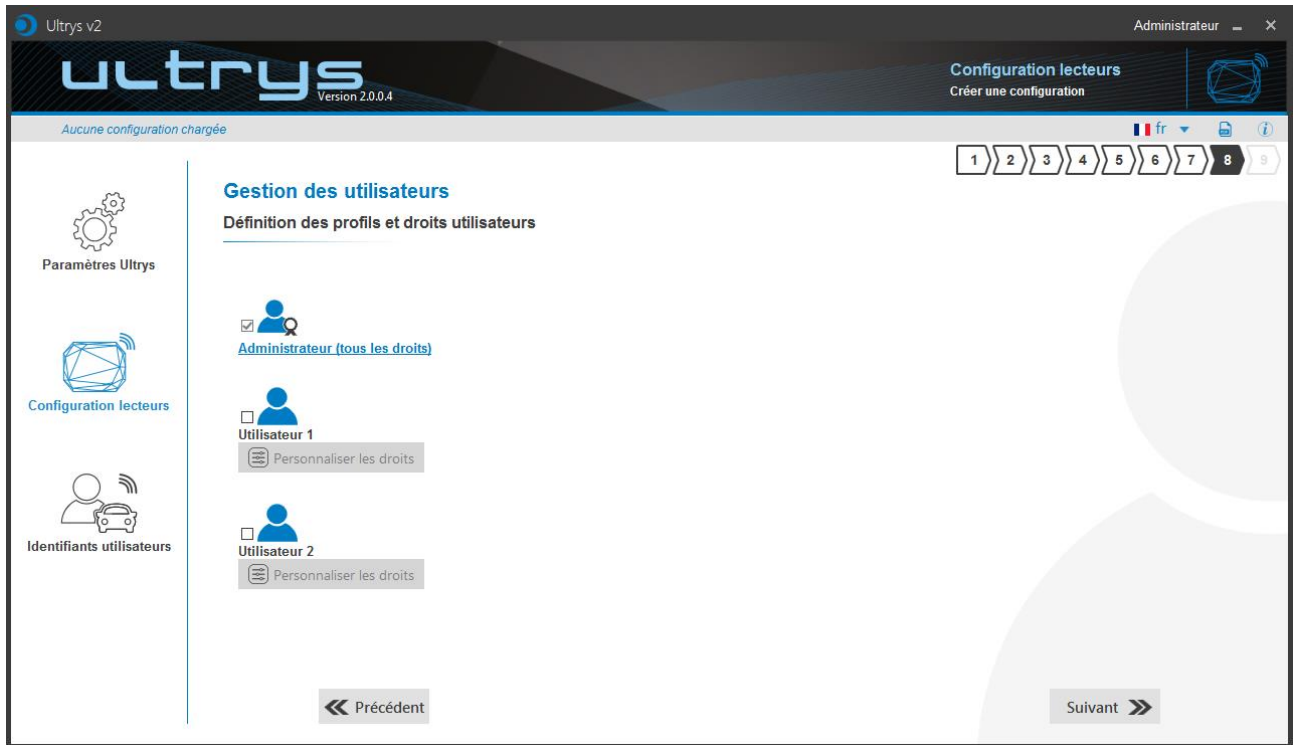 Ultrys v2
Administrateur
ultrys
Version 2.0.0.4
Configuration lecteurs
Créer une configuration
Aucune configuration chargée
fr
1 2 3 4 5 6 7 8 9
Gestion des utilisateurs
Définition des profils et droits utilisateurs
Paramètres Ultrys
Administrateur (tous les droits)
Configuration lecteurs
Utilisateur 1
Personnaliser les droits
Identifiants utilisateurs
Utilisateur 2
Personnaliser les droits
Précédent
Suivant